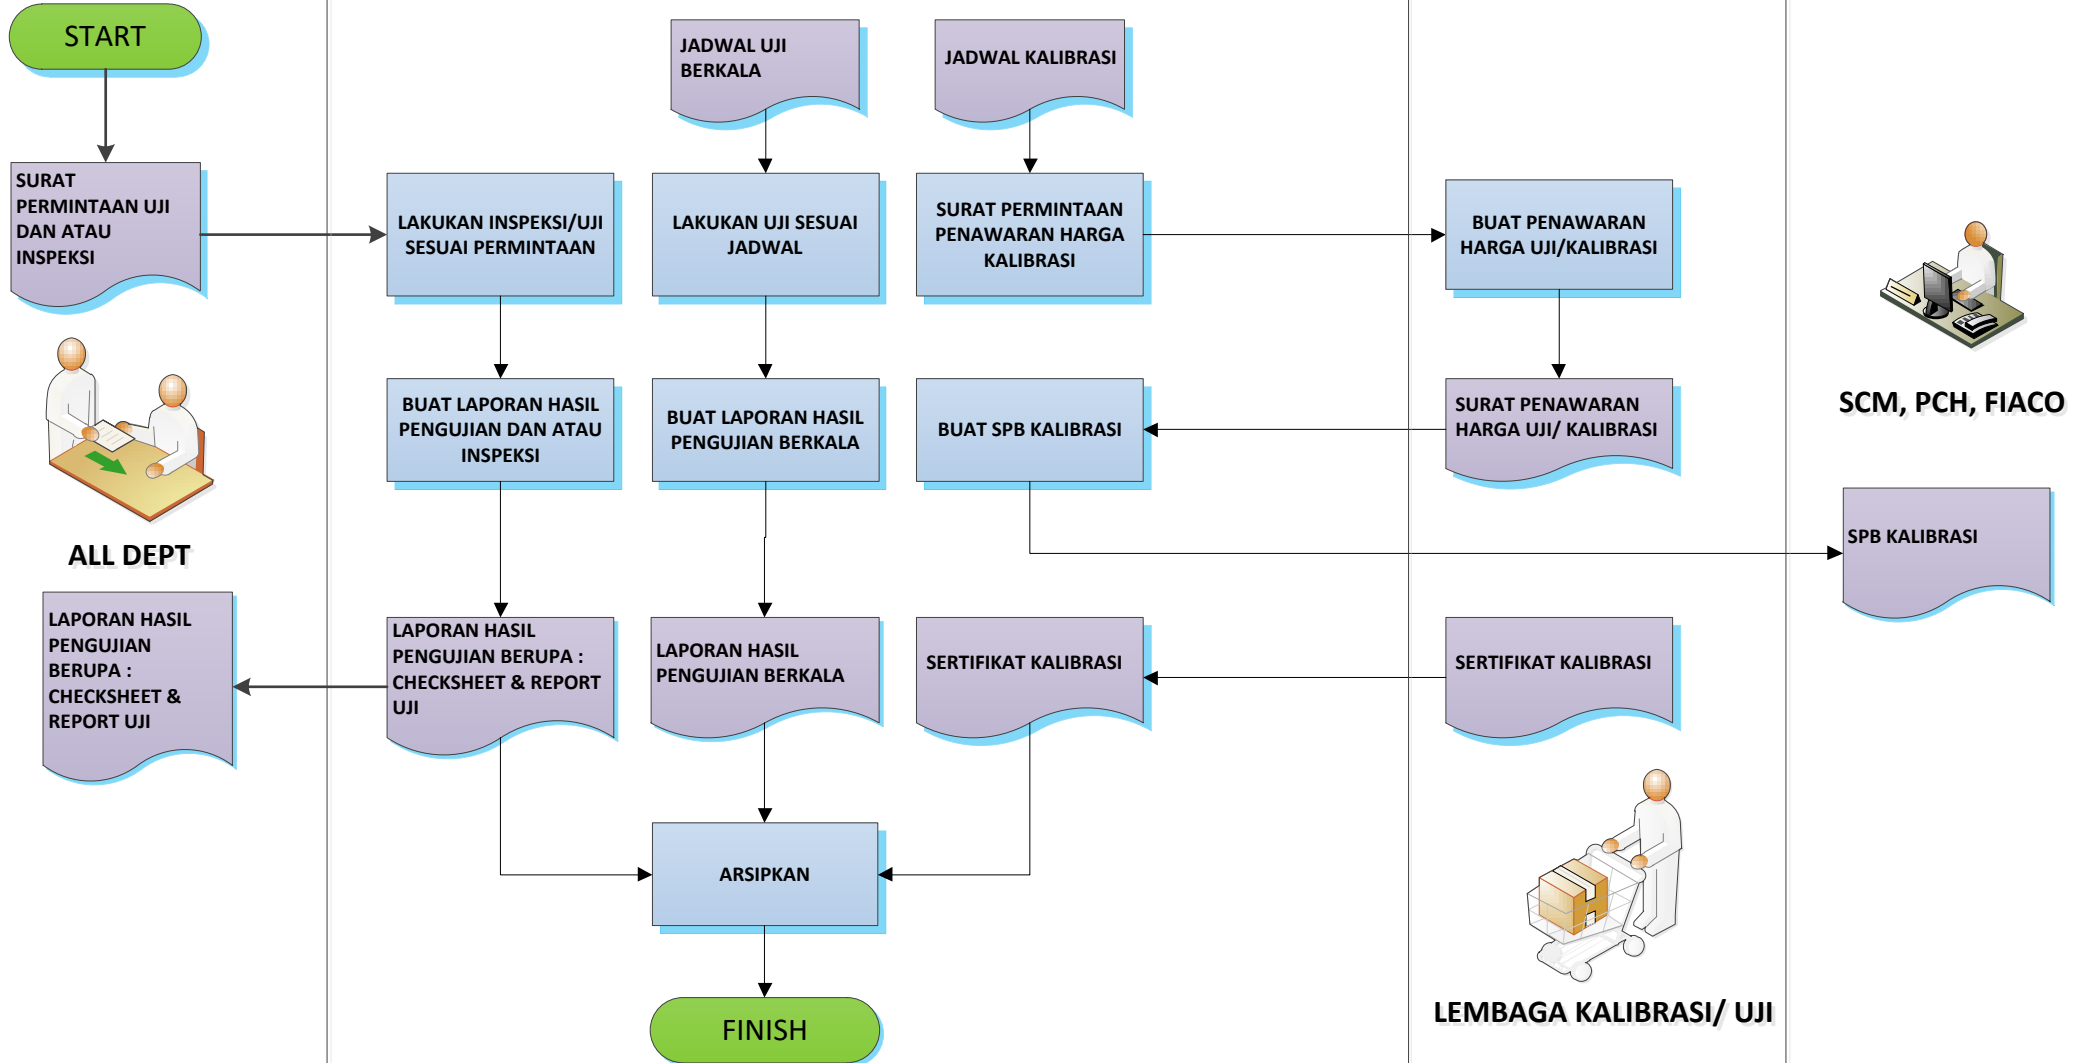 START
JADWAL UJI
BERKALA
JADWAL KALIBRASI
SURAT
PERMINTAAN UJI
DAN ATAU
INSPEKSI
LAKUKAN INSPEKSI/UJI
SESUAI PERMINTAAN
LAKUKAN UJI SESUAI
JADWAL
SURAT PERMINTAAN
PENAWARAN HARGA
KALIBRASI
BUAT PENAWARAN
HARGA UJI/KALIBRASI
BUAT LAPORAN HASIL
PENGUJIAN DAN ATAU
INSPEKSI
BUAT LAPORAN HASIL
PENGUJIAN BERKALA
BUAT SPB KALIBRASI
SURAT PENAWARAN
HARGA UJI/ KALIBRASI
SCM, PCH, FIACO
ALL DEPT
SPB KALIBRASI
LAPORAN HASIL
PENGUJIAN
BERUPA :
CHECKSHEET &
REPORT UJI
LAPORAN HASIL
PENGUJIAN BERUPA :
CHECKSHEET & REPORT
UJI
LAPORAN HASIL
PENGUJIAN BERKALA
SERTIFIKAT KALIBRASI
SERTIFIKAT KALIBRASI
ARSIPKAN
LEMBAGA KALIBRASI/ UJI
FINISH